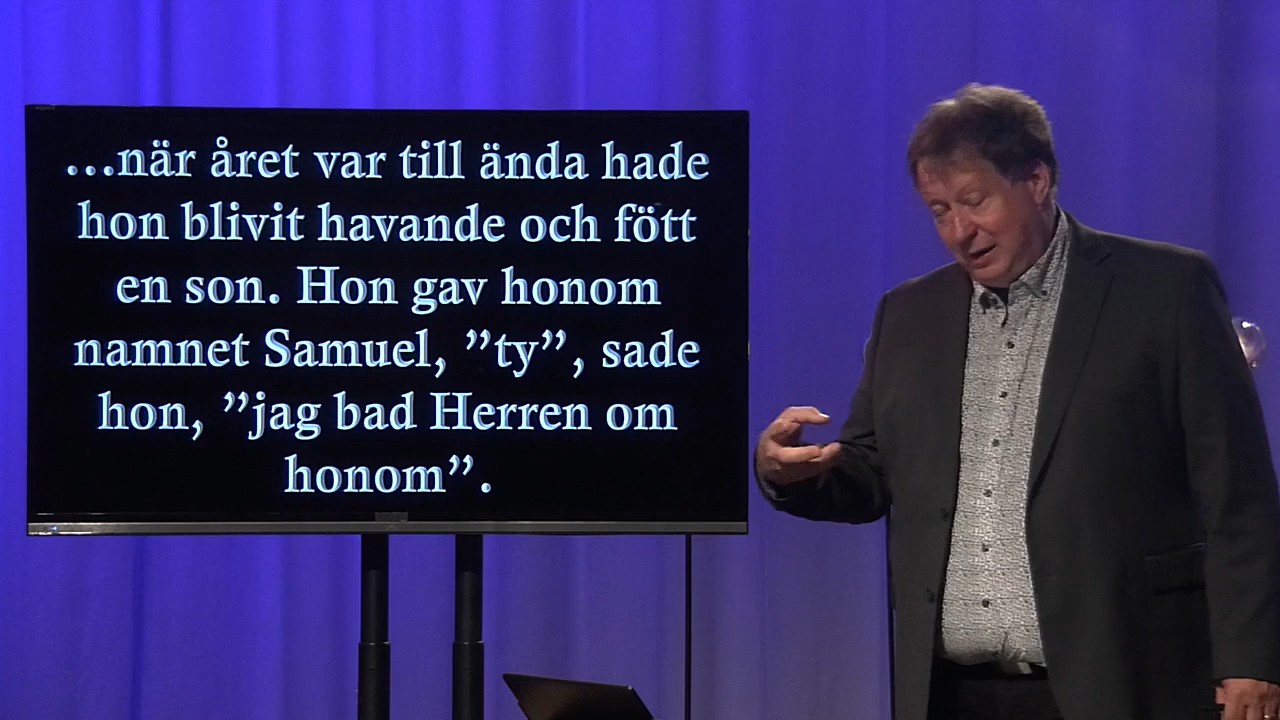 ...när året var till ända hade
hon blivit havande och fött
en son. Hon gav honom
namnet Samuel, ”ty”, sade
hon, ”jag bad Herren om
honom”.